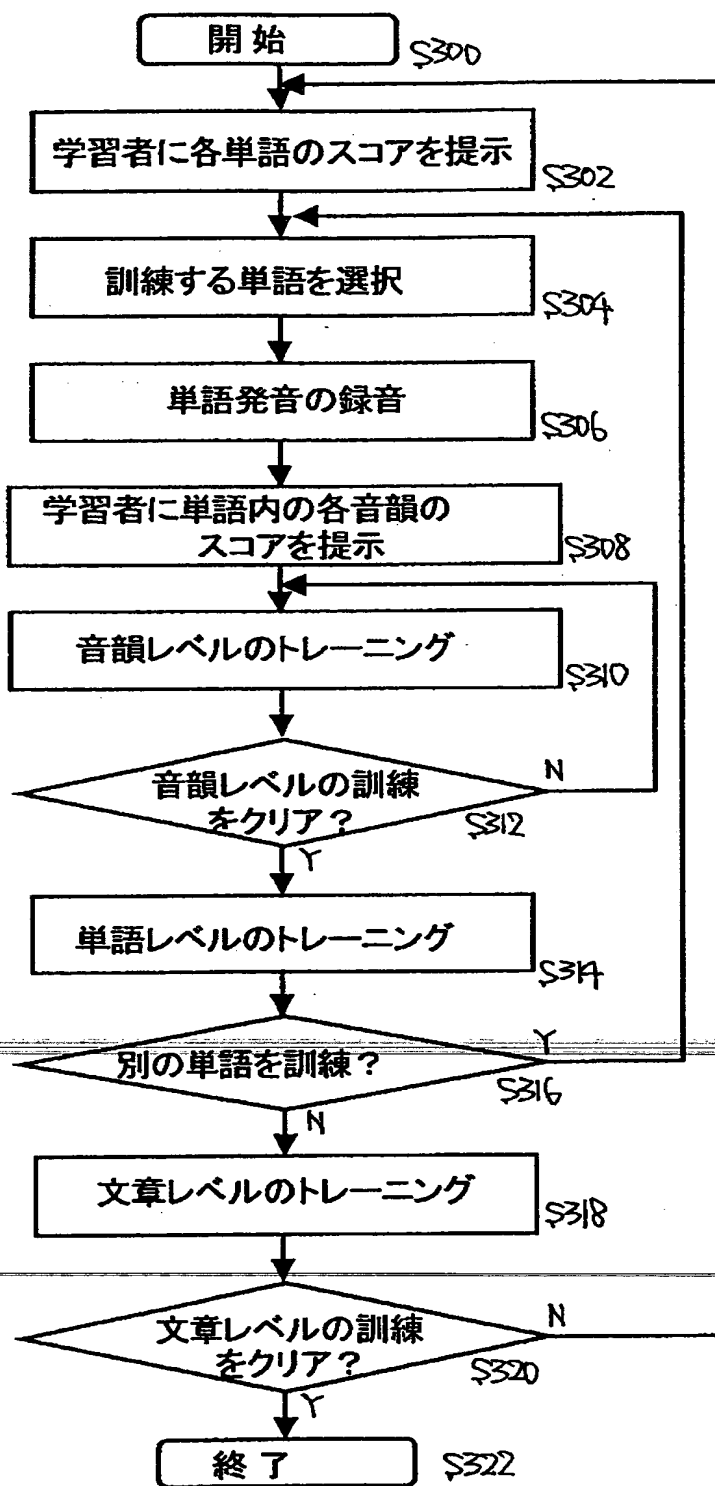 開始
S300
学習者に各単語のスコアを提示
S302
訓練する単語を選択
S304
単語発音の録音
S306
学習者に単語内の各音韻の
スコアを提示
S308
音韻レベルのトレーニング
S310
音韻レベルの訓練
をクリア？
N
S312
Y
単語レベルのトレーニング
S314
別の単語を訓練？
Y
S316
N
文章レベルのトレーニング
S318
文章レベルの訓練
をクリア？
N
S320
Y
終了
S322